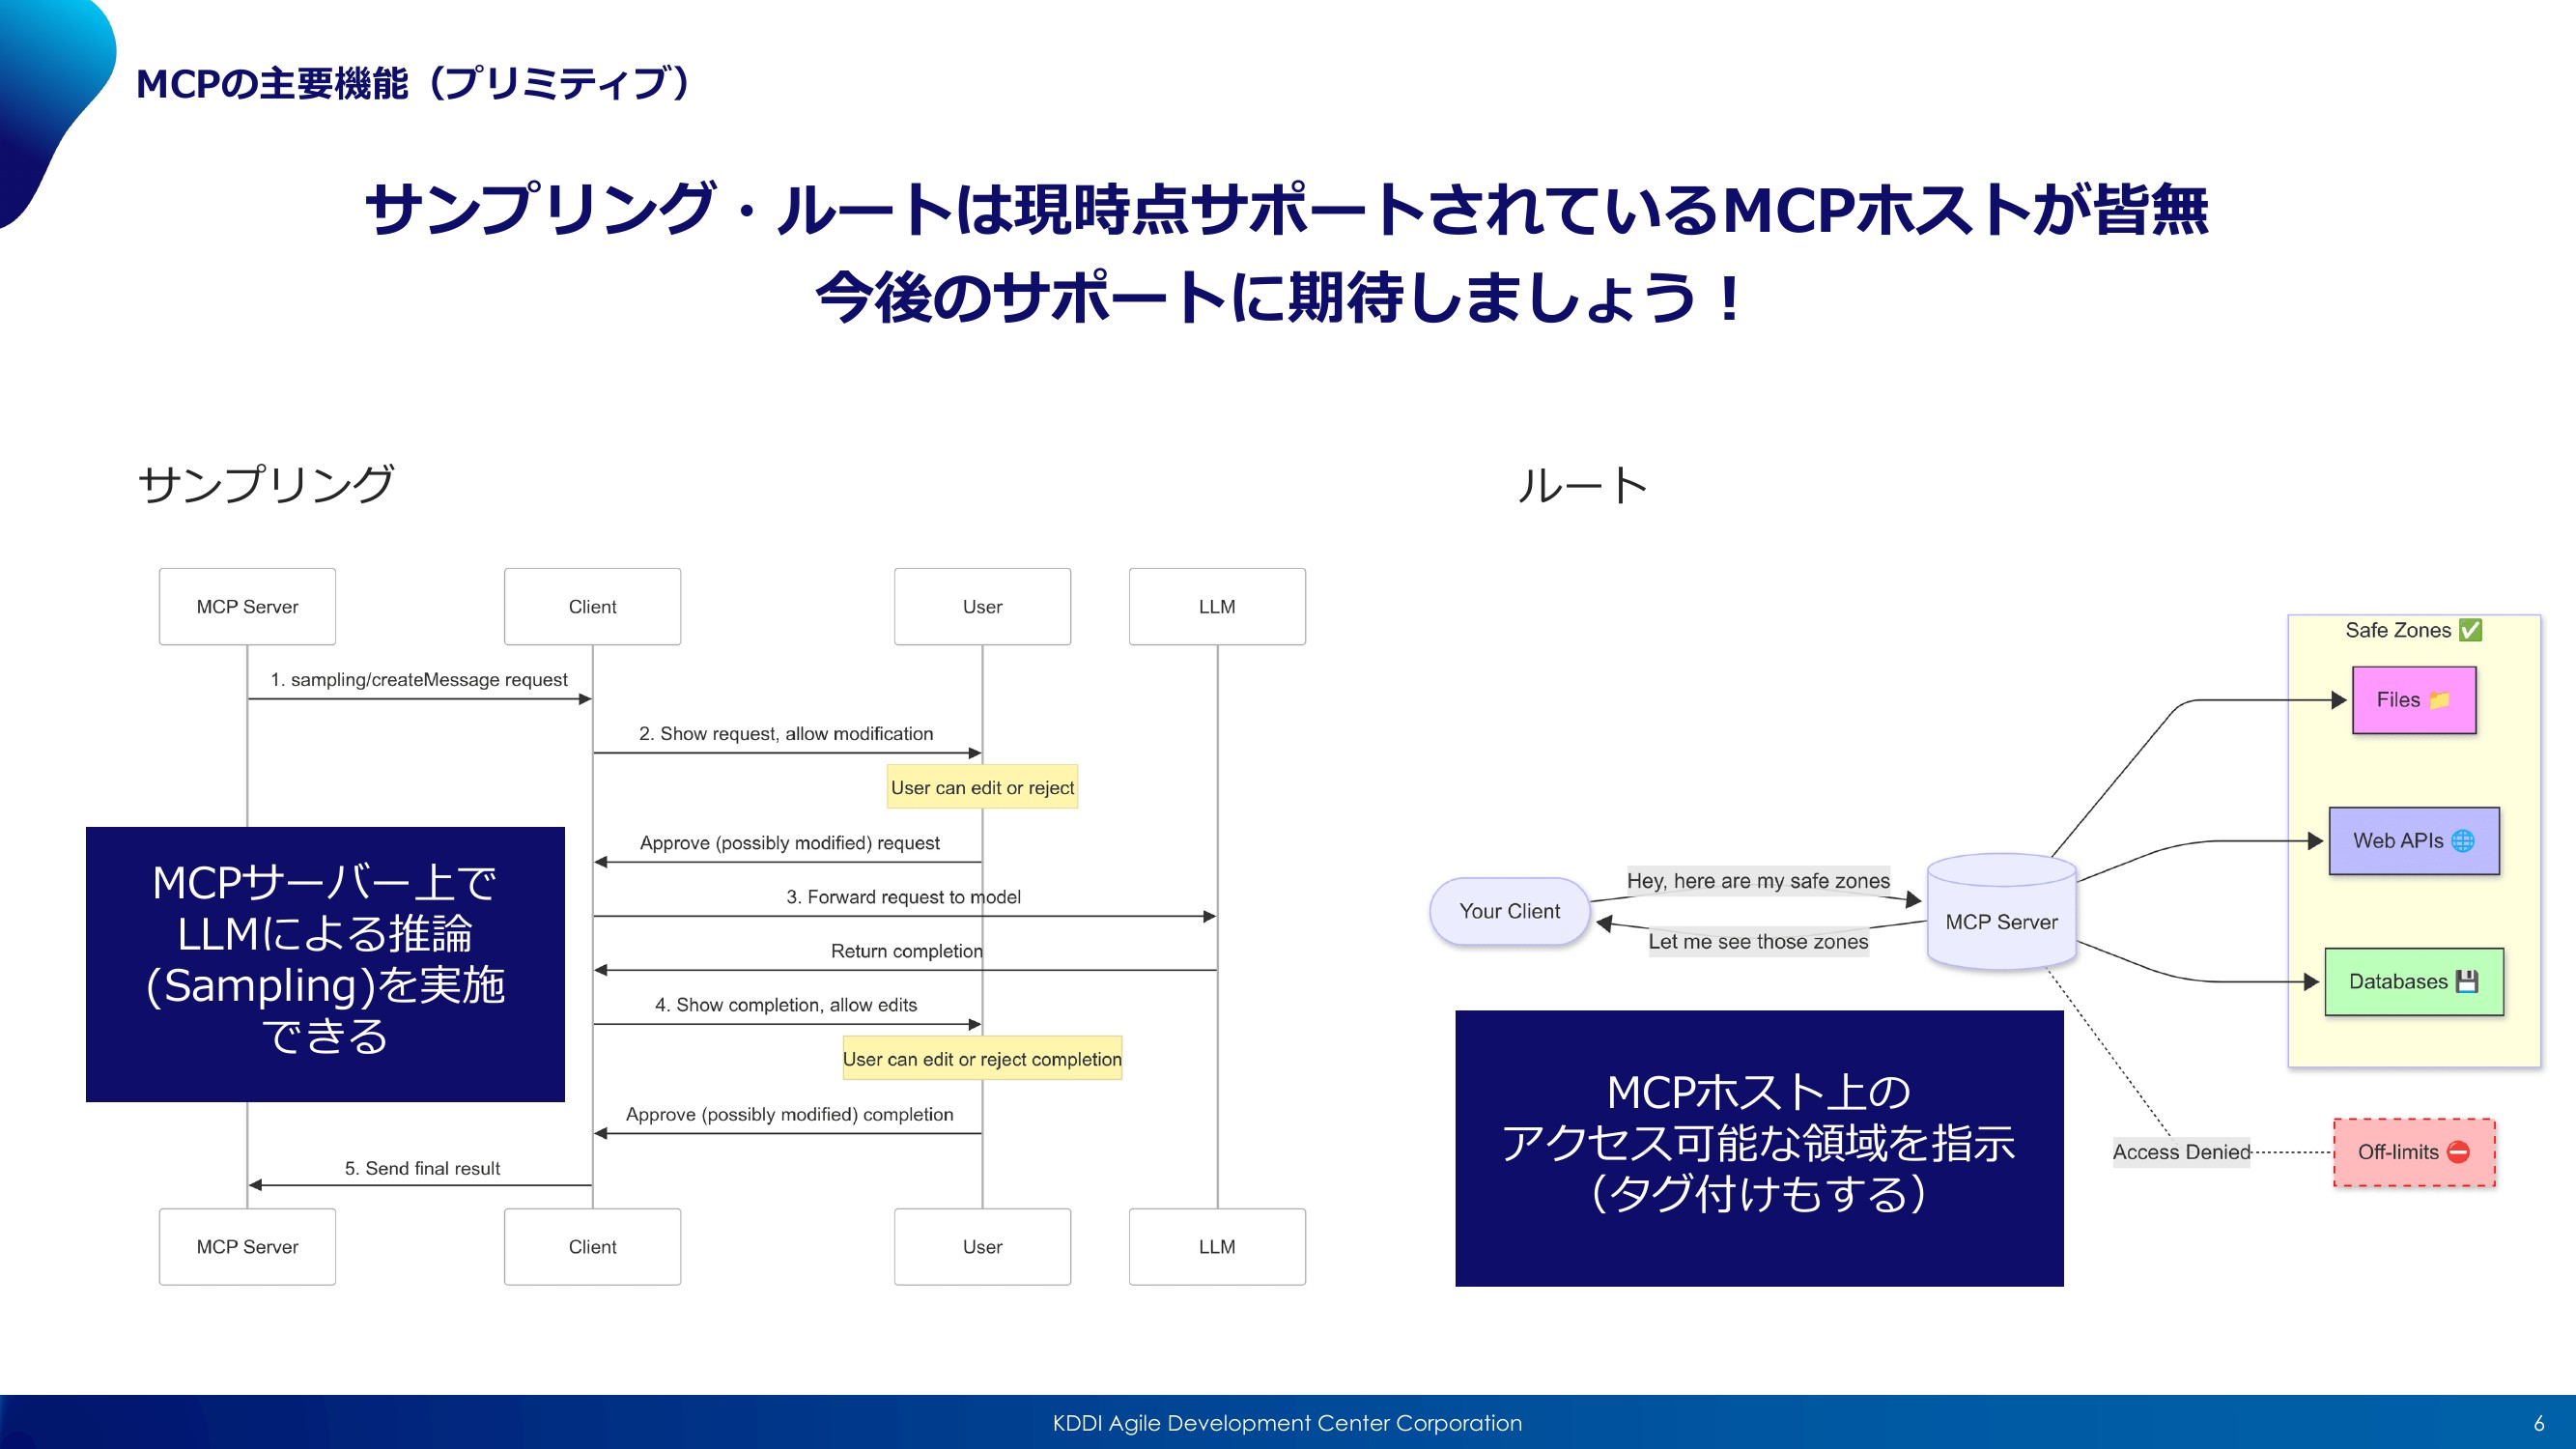 MCPの主要機能（プリミティブ）
サンプリング・ルートは現時点サポートされているMCPホストが皆無
今後のサポートに期待しましょう！
サンプリング
MCP Server
Client
User
LLM
1. sampling/createMessage request
2. Show request, allow modification
User can edit or reject
Approve (possibly modified) request
3. Forward request to model
Return completion
4. Show completion, allow edits
User can edit or reject completion
Approve (possibly modified) completion
5. Send final result
MCP Server
Client
User
LLM
MCPサーバー上で
LLMによる推論
(Sampling)を実施
できる
ルート
Your Client
Hey, here are my safe zones
Let me see those zones
MCP Server
Safe Zones ✅
Files 📁
Web APIs 🌐
Databases 💾
Access Denied
Off-limits ⛔
MCPホスト上の
アクセス可能な領域を指示
（タグ付けもする）
KDDI Agile Development Center Corporation
6